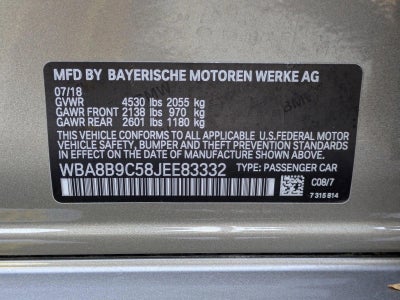 MFD BY BAYERISCHE MOTOREN WERKE AG
07/18
GVWR 4530 lbs 2055 kg
GAWR FRONT 2138 lbs 970 kg
GAWR REAR 2601 lbs 1180 kg
THIS VEHICLE CONFORMS TO ALL APPLICABLE U.S.FEDERAL MOTOR
VEHICLE SAFETY, BUMPER AND THEFT PREVENTION STANDARDS
IN EFFECT ON THE DATE OF MANUFACTURE SHOWN ABOVE.
WBA8B9C58JEE83332 TYPE: PASSENGER CAR
C08/7
7 315 814